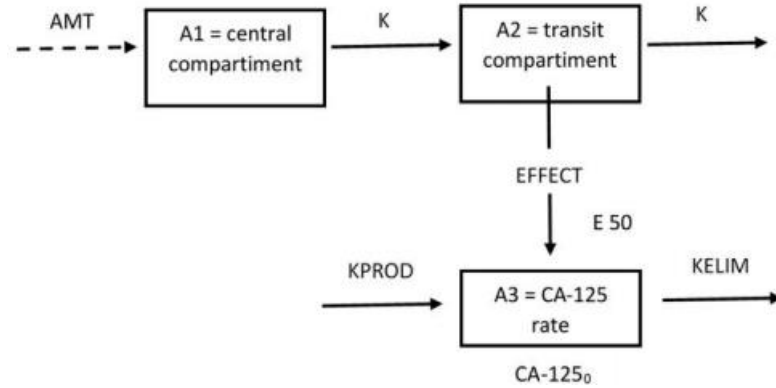 AMT
A1 = central
compartiment
K
A2 = transit
compartiment
K
EFFECT
E 50
KPROD
A3 = CA-125
rate
KELIM
CA-125₀